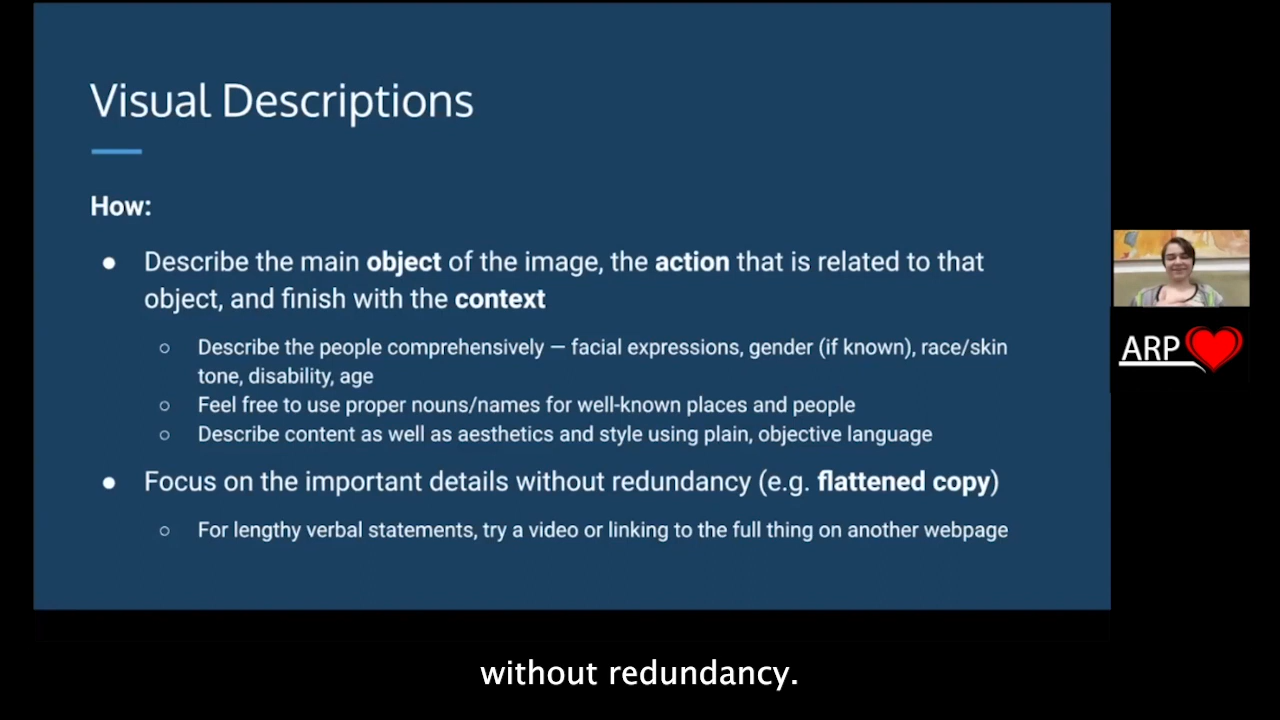 Visual Descriptions
How:
● Describe the main object of the image, the action that is related to that
object, and finish with the context
○ Describe the people comprehensively — facial expressions, gender (if known), race/skin
tone, disability, age
○ Feel free to use proper nouns/names for well-known places and people
○ Describe content as well as aesthetics and style using plain, objective language
● Focus on the important details without redundancy (e.g. flattened copy)
○ For lengthy verbal statements, try a video or linking to the full thing on another webpage
ARP
without redundancy.